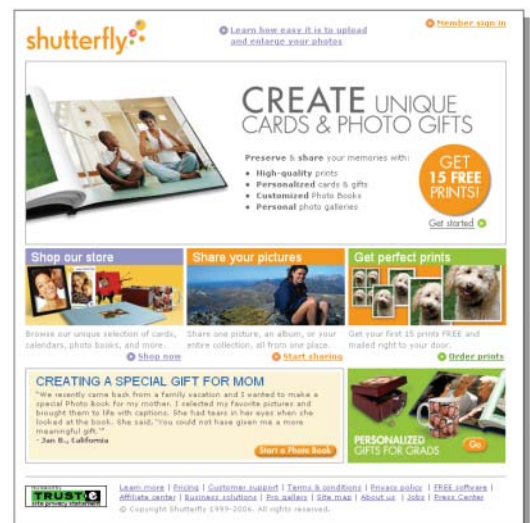 shutterfly
Learn how easy it is to upload
and enlarge your photos
Member sign in
CREATE UNIQUE
CARDS & PHOTO GIFTS
Preserve & share your memories with:
• High-quality prints
• Personalized cards & gifts
• Customized Photo Books
• Personal photo galleries
GET
15 FREE
PRINTS!
Get started
Shop our store
Browse our unique selection of cards,
calendars, photo books, and more.
Shop now
Share your pictures
Share one picture, an album, or your
entire collection, all from one place.
Start sharing
Get perfect prints
Get your first 15 prints FREE and
mailed right to your door.
Order prints
CREATING A SPECIAL GIFT FOR MOM
"We recently came back from a family vacation and I wanted to make a
special Photo Book for my mother. I selected my favorite pictures and
brought them to life with captions. She had tears in her eyes when she
looked at the book. She said, "You could not have given me a more
meaningful gift.""
- Jan B., California
Start a Photo Book
PERSONALIZED
GIFTS FOR GRADS
Go
TRUSTe
site privacy statement
Learn more | Pricing | Customer support | Terms & conditions | Privacy policy | FREE software |
Affiliate center | Business solutions | Pro gallery | Site map | About us | Jobs | Press Center
© Copyright Shutterfly 1999-2006. All rights reserved.